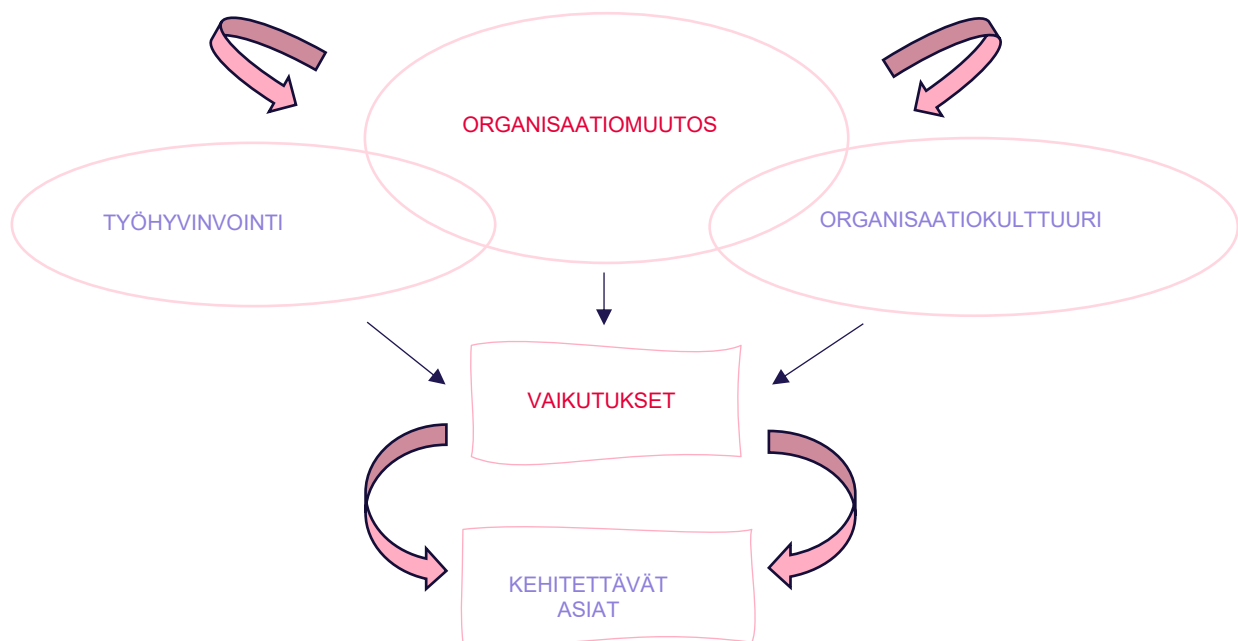 ORGANISAATIOMUUTOS
TYÖHYVINVOINTI
ORGANISAATIOKULTTUURI
VAIKUTUKSET
KEHITETTÄVÄT
ASIAT